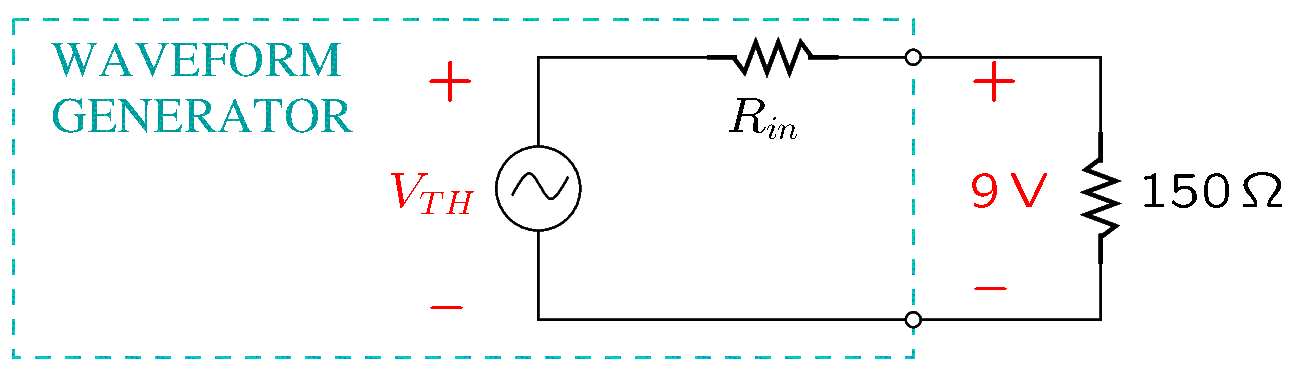 WAVEFORM
GENERATOR
+
R_in
+
V_TH
9 V
150 Ω
−
−